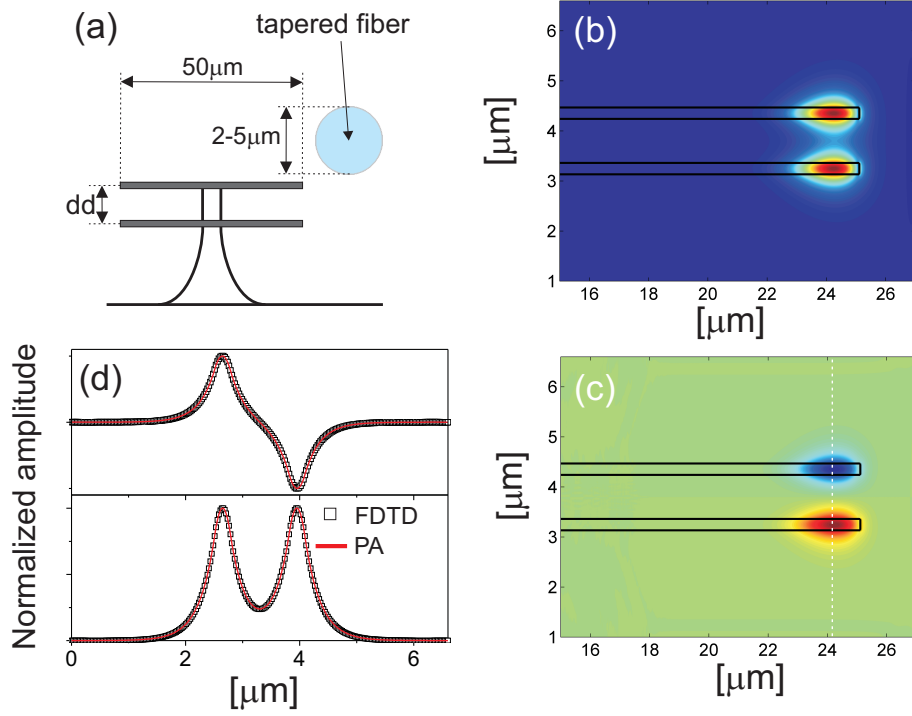 (a)
tapered fiber
50μm
2-5μm
dd
(b)
[μm]
6
5
4
3
2
1
16
18
20
22
24
26
[μm]
(c)
[μm]
6
5
4
3
2
1
16
18
20
22
24
26
[μm]
(d)
Normalized amplitude
FDTD
PA
0
2
4
6
[μm]